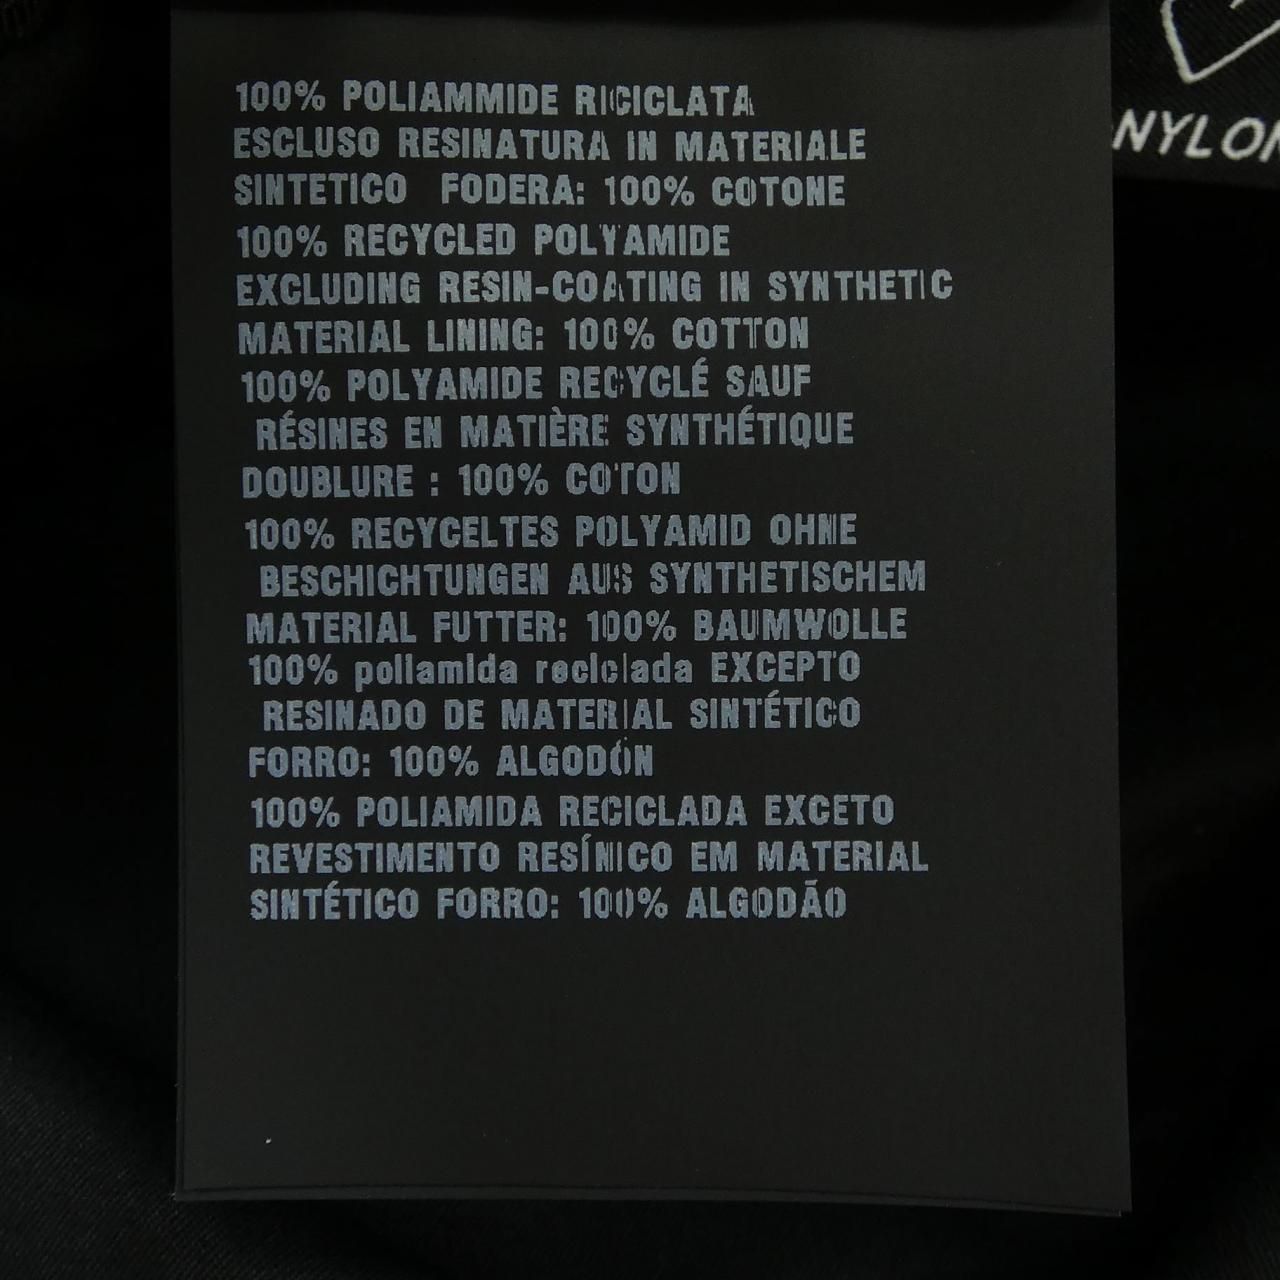 100% POLIAMMIDE RICICLATA
ESCLUSO RESINATURA IN MATERIALE
SINTETICO FODERA: 100% COTONE
100% RECYCLED POLYAMIDE
EXCLUDING RESIN-COATING IN SYNTHETIC
MATERIAL LINING: 100% COTTON
100% POLYAMIDE RECYCLÉ SAUF
RÉSINES EN MATIÈRE SYNTHÉTIQUE
DOUBLURE : 100% COTON
100% RECYCELTES POLYAMID OHNE
BESCHICHTUNGEN AUS SYNTHETISCHEM
MATERIAL FUTTER: 100% BAUMWOLLE
100% poliamida reciclada EXCEPTO
RESINADO DE MATERIAL SINTÉTICO
FORRO: 100% ALGODÓN
100% POLIAMIDA RECICLADA EXCETO
REVESTIMENTO RESÍNICO EM MATERIAL
SINTÉTICO FORRO: 100% ALGODÃO
NYLON